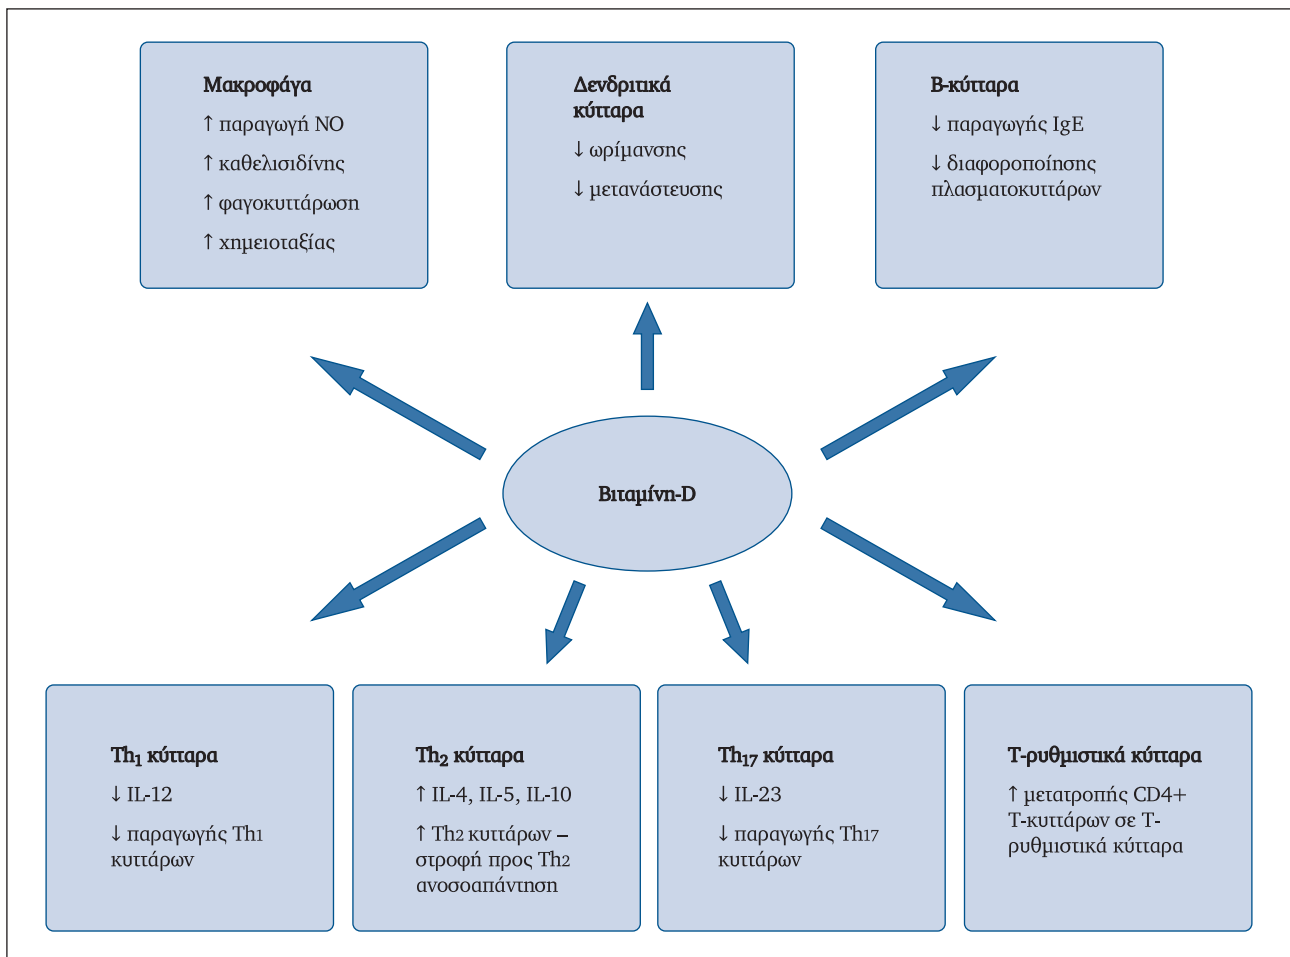 Μακροφάγα
↑ παραγωγή NO
↑ καθελισιδίνης
↑ φαγοκυττάρωση
↑ χημειοταξίας
Δενδριτικά
κύτταρα
↓ ωρίμανσης
↓ μετανάστευσης
Β-κύτταρα
↓ παραγωγής IgE
↓ διαφοροποίησης
πλασματοκυττάρων
Βιταμίνη-D
Th₁ κύτταρα
↓ IL-12
↓ παραγωγής Th1
κυττάρων
Th₂ κύτταρα
↑ IL-4, IL-5, IL-10
↑ Th2 κυττάρων –
στροφή προς Th2
ανοσοαπάντηση
Th₁₇ κύτταρα
↓ IL-23
↓ παραγωγής Th17
κυττάρων
Τ-ρυθμιστικά κύτταρα
↑ μετατροπής CD4+
Τ-κυττάρων σε Τ-
ρυθμιστικά κύτταρα